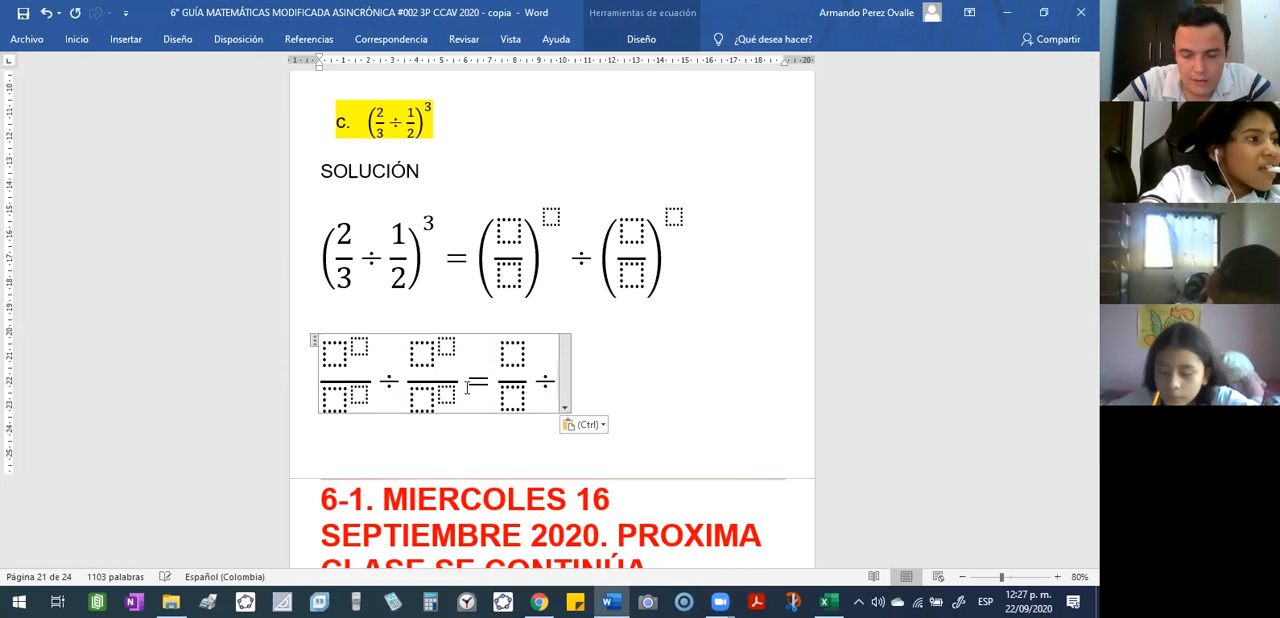 6° GUÍA MATEMÁTICAS MODIFICADA ASINCRÓNICA #002 3P CCAV 2020 - copia - Word
Herramientas de ecuación
Armando Perez Ovalle
Archivo Inicio Insertar Diseño Disposición Referencias Correspondencia Revisar Vista Ayuda Diseño ¿Qué desea hacer? Compartir
c. (2/3 ÷ 1/2)^3
SOLUCIÓN
(2/3 ÷ 1/2)^3 = (⬚/⬚)^⬚ ÷ (⬚/⬚)^⬚
⬚^⬚/⬚^⬚ ÷ ⬚^⬚/⬚^⬚ = ⬚/⬚ ÷
(Ctrl)
6-1. MIERCOLES 16
SEPTIEMBRE 2020. PROXIMA
CLASE SE CONTINÚA
Página 21 de 24 1103 palabras Español (Colombia) 80%
ESP
12:27 p. m.
22/09/2020